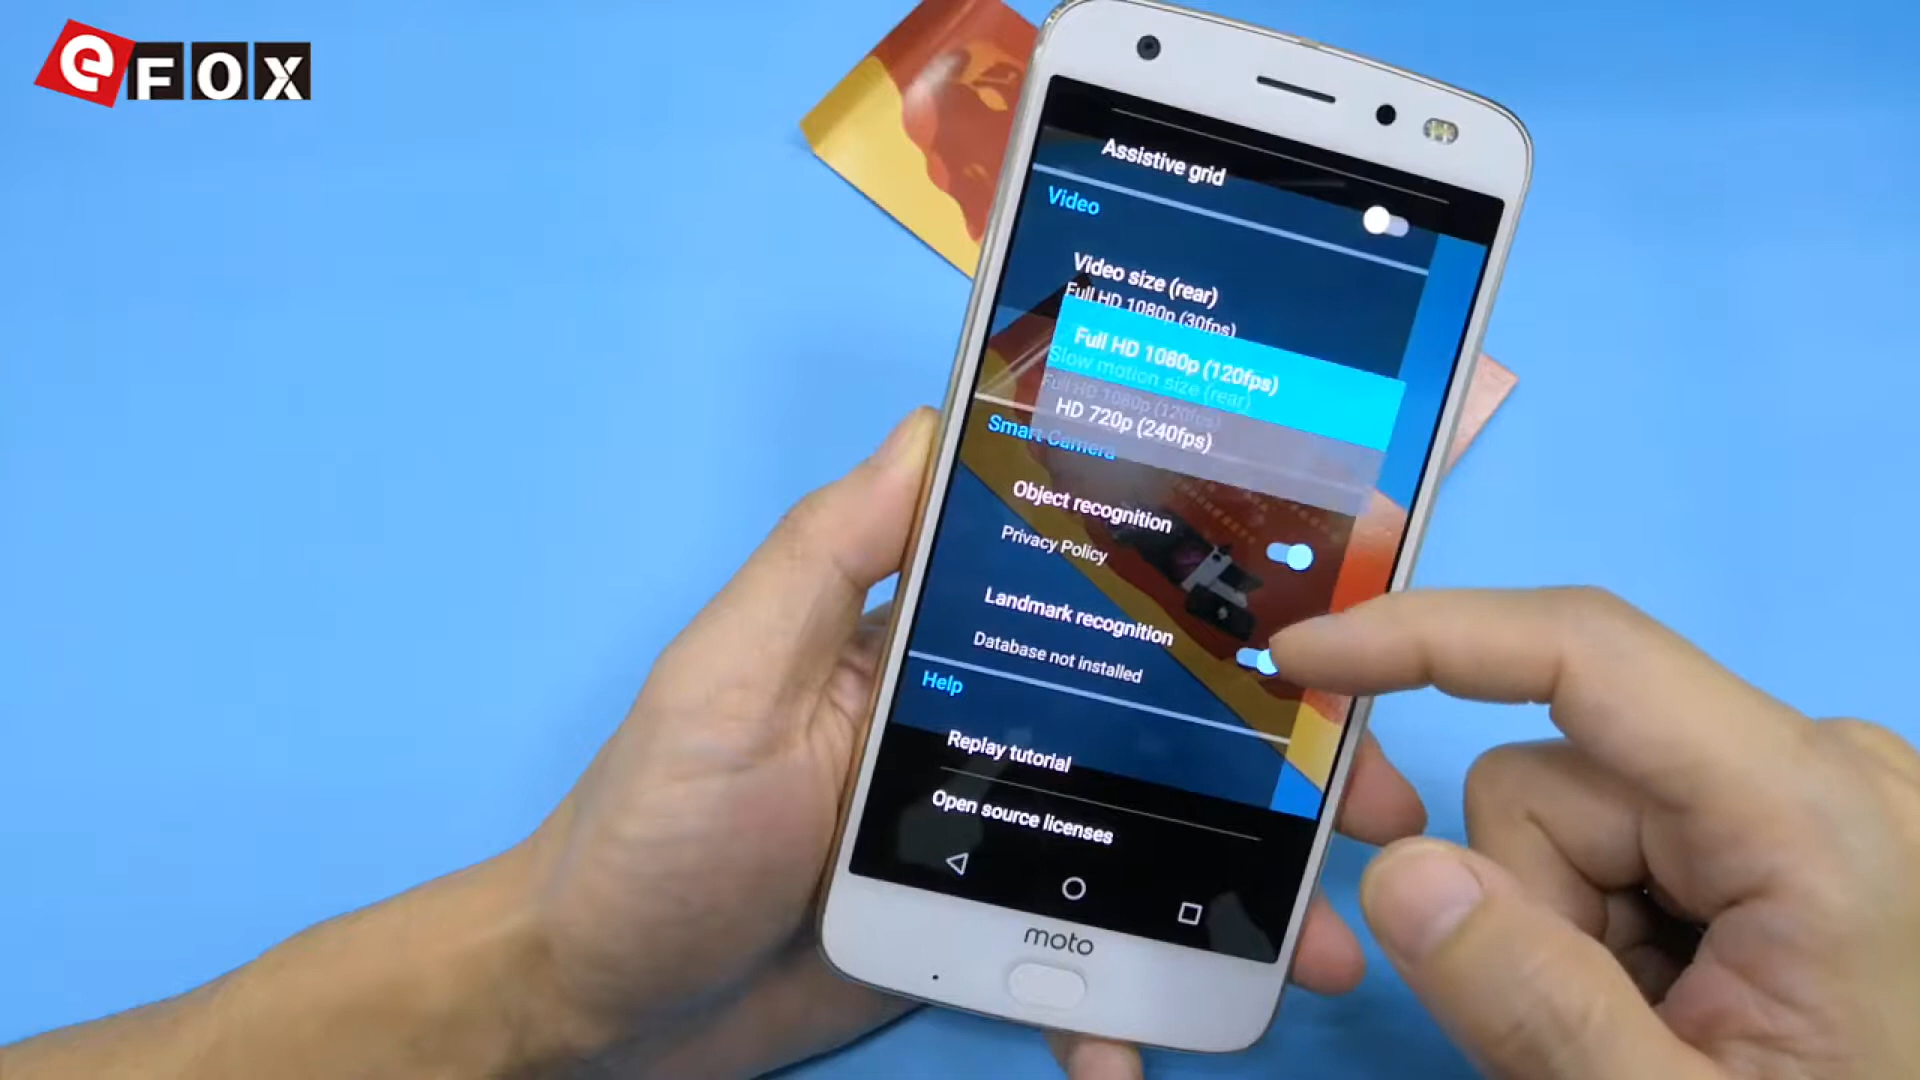 eFOX
Assistive grid
Video
Video size (rear)
Full HD 1080p (30fps)
Full HD 1080p (120fps)
Slow motion size (rear)
Full HD 1080p (120fps)
HD 720p (240fps)
Smart Camera
Object recognition
Privacy Policy
Landmark recognition
Database not installed
Help
Replay tutorial
Open source licenses
moto